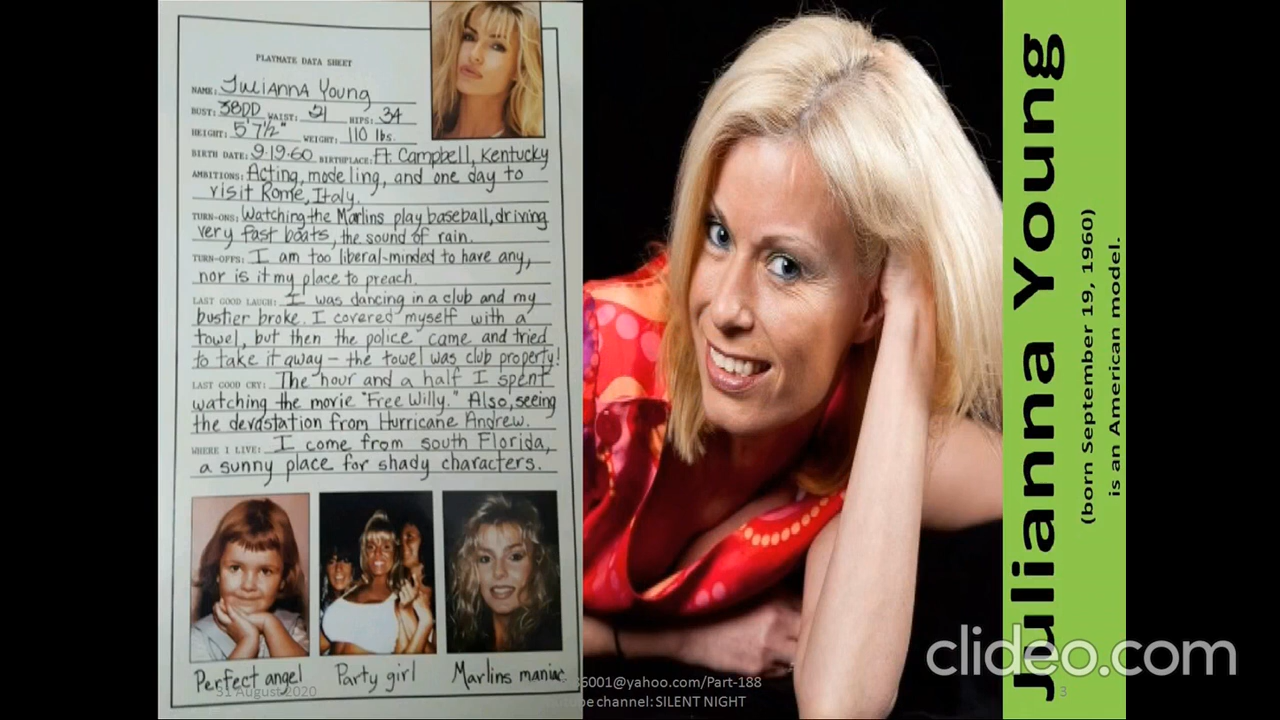 PLAYMATE DATA SHEET
NAME: Julianna Young
BUST: 38DD WAIST: 21 HIPS: 34
HEIGHT: 5'7½" WEIGHT: 110 lbs.
BIRTH DATE: 9-19-60 BIRTHPLACE: Ft. Campbell, Kentucky
AMBITIONS: Acting, modeling, and one day to
visit Rome, Italy.
TURN-ONS: Watching the Marlins play baseball, driving
very fast boats, the sound of rain.
TURN-OFFS: I am too liberal-minded to have any,
nor is it my place to preach.
LAST GOOD LAUGH: I was dancing in a club and my
bustier broke. I covered myself with a
towel, but then the police came and tried
to take it away – the towel was club property!
LAST GOOD CRY: The hour and a half I spent
watching the movie "Free Willy." Also, seeing
the devastation from Hurricane Andrew.
WHERE I LIVE: I come from south Florida,
a sunny place for shady characters.
Perfect angel
Party girl
Marlins maniac
31 August 2020
6001@yahoo.com/Part-188
channel: SILENT NIGHT
3
Julianna Young
(born September 19, 1960)
is an American model.
clideo.com